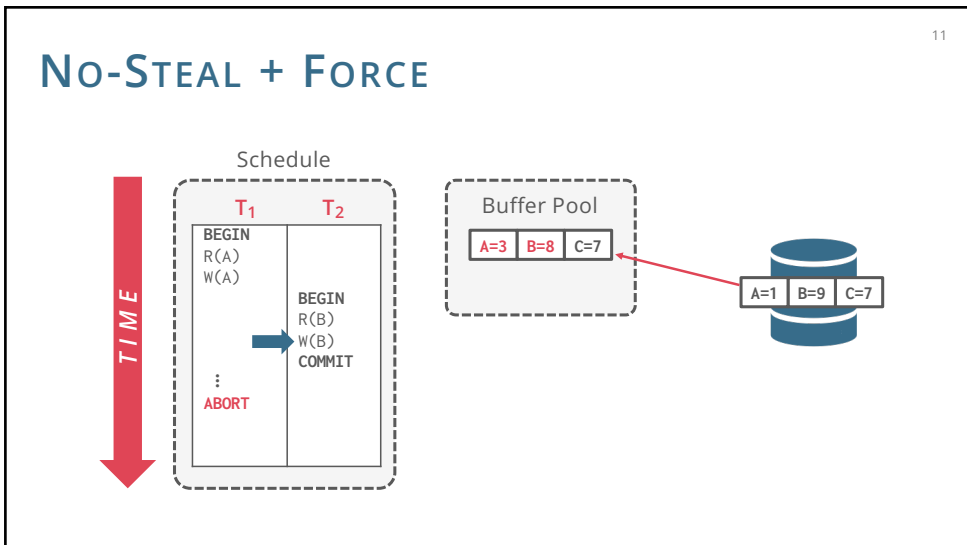 11
NO-STEAL + FORCE
Schedule
TIME
T1 T2
BEGIN
R(A)
W(A)
BEGIN
R(B)
W(B)
COMMIT
⋮
ABORT
Buffer Pool
A=3 B=8 C=7
A=1 B=9 C=7